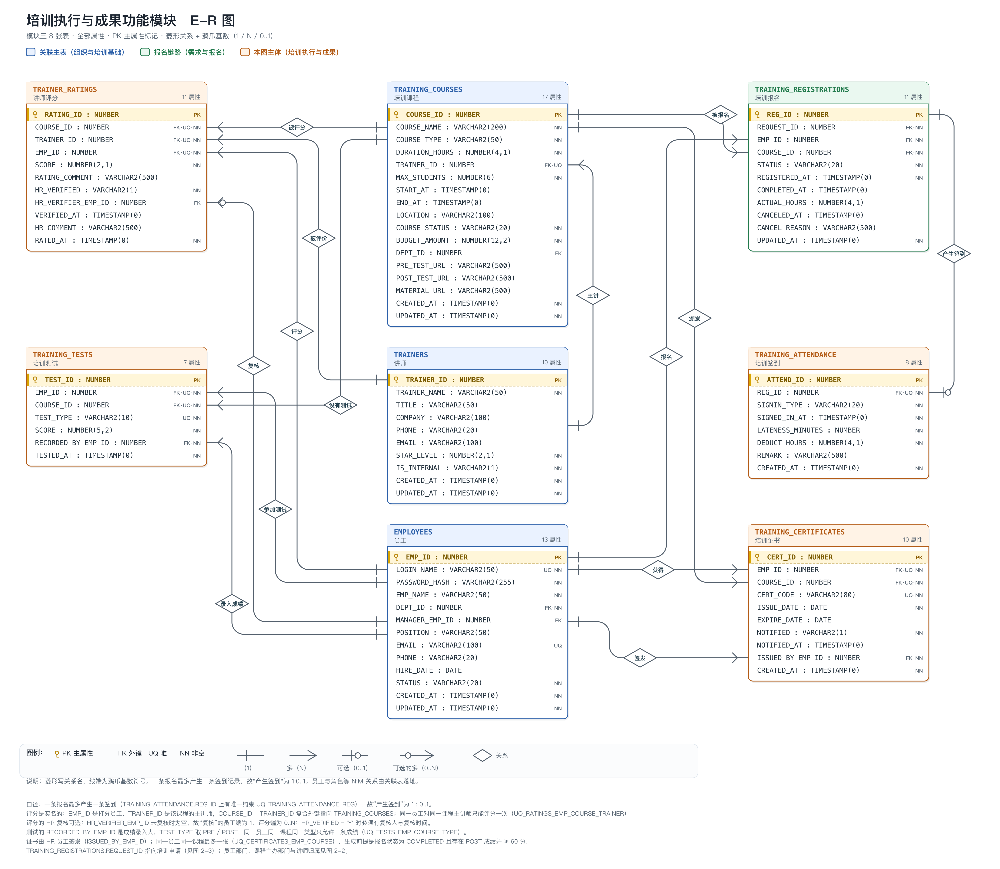 培训执行与成果功能模块 E-R 图
模块三 8 张表 · 全部属性 · PK 主属性标记 · 菱形关系 + 鸦爪基数（1 / N / 0..1）
关联主表（组织与培训基础） 报名链路（需求与报名） 本图主体（培训执行与成果）
TRAINER_RATINGS
讲师评分 11 属性
RATING_ID : NUMBER PK
COURSE_ID : NUMBER FK·UQ·NN
TRAINER_ID : NUMBER FK·UQ·NN
EMP_ID : NUMBER FK·UQ·NN
SCORE : NUMBER(2,1) NN
RATING_COMMENT : VARCHAR2(500)
HR_VERIFIED : VARCHAR2(1) NN
HR_VERIFIER_EMP_ID : NUMBER FK
VERIFIED_AT : TIMESTAMP(0)
HR_COMMENT : VARCHAR2(500)
RATED_AT : TIMESTAMP(0) NN
TRAINING_COURSES
培训课程 17 属性
COURSE_ID : NUMBER PK
COURSE_NAME : VARCHAR2(200) NN
COURSE_TYPE : VARCHAR2(50) NN
DURATION_HOURS : NUMBER(4,1) NN
TRAINER_ID : NUMBER FK·UQ
MAX_STUDENTS : NUMBER(6) NN
START_AT : TIMESTAMP(0)
END_AT : TIMESTAMP(0)
LOCATION : VARCHAR2(100)
COURSE_STATUS : VARCHAR2(20) NN
BUDGET_AMOUNT : NUMBER(12,2) NN
DEPT_ID : NUMBER FK
PRE_TEST_URL : VARCHAR2(500)
POST_TEST_URL : VARCHAR2(500)
MATERIAL_URL : VARCHAR2(500)
CREATED_AT : TIMESTAMP(0) NN
UPDATED_AT : TIMESTAMP(0) NN
TRAINING_REGISTRATIONS
培训报名 11 属性
REG_ID : NUMBER PK
REQUEST_ID : NUMBER FK·NN
EMP_ID : NUMBER FK·NN
COURSE_ID : NUMBER FK·NN
STATUS : VARCHAR2(20) NN
REGISTERED_AT : TIMESTAMP(0) NN
COMPLETED_AT : TIMESTAMP(0)
ACTUAL_HOURS : NUMBER(4,1)
CANCELED_AT : TIMESTAMP(0)
CANCEL_REASON : VARCHAR2(500)
UPDATED_AT : TIMESTAMP(0) NN
被评分
被报名
被评价
产生签到
主讲
颁发
评分
报名
复核
设有测试
TRAINING_TESTS
培训测试 7 属性
TEST_ID : NUMBER PK
EMP_ID : NUMBER FK·UQ·NN
COURSE_ID : NUMBER FK·UQ·NN
TEST_TYPE : VARCHAR2(10) UQ·NN
SCORE : NUMBER(5,2) NN
RECORDED_BY_EMP_ID : NUMBER FK·NN
TESTED_AT : TIMESTAMP(0) NN
TRAINERS
讲师 10 属性
TRAINER_ID : NUMBER PK
TRAINER_NAME : VARCHAR2(50) NN
TITLE : VARCHAR2(50)
COMPANY : VARCHAR2(100)
PHONE : VARCHAR2(20)
EMAIL : VARCHAR2(100)
STAR_LEVEL : NUMBER(2,1) NN
IS_INTERNAL : VARCHAR2(1) NN
CREATED_AT : TIMESTAMP(0) NN
UPDATED_AT : TIMESTAMP(0) NN
TRAINING_ATTENDANCE
培训签到 8 属性
ATTEND_ID : NUMBER PK
REG_ID : NUMBER FK·UQ·NN
SIGNIN_TYPE : VARCHAR2(20) NN
SIGNED_IN_AT : TIMESTAMP(0) NN
LATENESS_MINUTES : NUMBER NN
DEDUCT_HOURS : NUMBER(4,1) NN
REMARK : VARCHAR2(500)
CREATED_AT : TIMESTAMP(0) NN
参加测试
获得
录入成绩
签发
EMPLOYEES
员工 13 属性
EMP_ID : NUMBER PK
LOGIN_NAME : VARCHAR2(50) UQ·NN
PASSWORD_HASH : VARCHAR2(255) NN
EMP_NAME : VARCHAR2(50) NN
DEPT_ID : NUMBER FK·NN
MANAGER_EMP_ID : NUMBER FK
POSITION : VARCHAR2(50)
EMAIL : VARCHAR2(100) UQ
PHONE : VARCHAR2(20)
HIRE_DATE : DATE
STATUS : VARCHAR2(20) NN
CREATED_AT : TIMESTAMP(0) NN
UPDATED_AT : TIMESTAMP(0) NN
TRAINING_CERTIFICATES
培训证书 10 属性
CERT_ID : NUMBER PK
EMP_ID : NUMBER FK·UQ·NN
COURSE_ID : NUMBER FK·UQ·NN
CERT_CODE : VARCHAR2(80) UQ·NN
ISSUE_DATE : DATE NN
EXPIRE_DATE : DATE
NOTIFIED : VARCHAR2(1) NN
NOTIFIED_AT : TIMESTAMP(0)
ISSUED_BY_EMP_ID : NUMBER FK·NN
CREATED_AT : TIMESTAMP(0) NN
图例： PK 主属性 FK 外键 UQ 唯一 NN 非空 关系
一（1） 多（N） 可选（0..1） 可选的多（0..N）
说明：菱形写关系名，线端为鸦爪基数符号。一条报名最多产生一条签到记录，故"产生签到"为 1:0..1；员工与角色等 N:M 关系由关联表落地。
口径：一条报名最多产生一条签到（TRAINING_ATTENDANCE.REG_ID 上有唯一约束 UQ_TRAINING_ATTENDANCE_REG），故“产生签到”为 1 : 0..1。
评分是实名的：EMP_ID 是打分员工，TRAINER_ID 是该课程的主讲师，COURSE_ID + TRAINER_ID 复合外键指向 TRAINING_COURSES；同一员工对同一课程主讲师只能评分一次（UQ_RATINGS_EMP_COURSE_TRAINER）。
评分的 HR 复核可选：HR_VERIFIER_EMP_ID 未复核时为空，故“复核”的员工端为 1、评分端为 0..N；HR_VERIFIED = 'Y' 时必须有复核人与复核时间。
测试的 RECORDED_BY_EMP_ID 是成绩录入人，TEST_TYPE 取 PRE / POST，同一员工同一课程同一类型只允许一条成绩（UQ_TESTS_EMP_COURSE_TYPE）。
证书由 HR 员工签发（ISSUED_BY_EMP_ID）；同一员工同一课程最多一张（UQ_CERTIFICATES_EMP_COURSE），生成前提是报名状态为 COMPLETED 且存在 POST 成绩并 ≥ 60 分。
TRAINING_REGISTRATIONS.REQUEST_ID 指向培训申请（见图 2-3）；员工部门、课程主办部门与讲师归属见图 2-2。